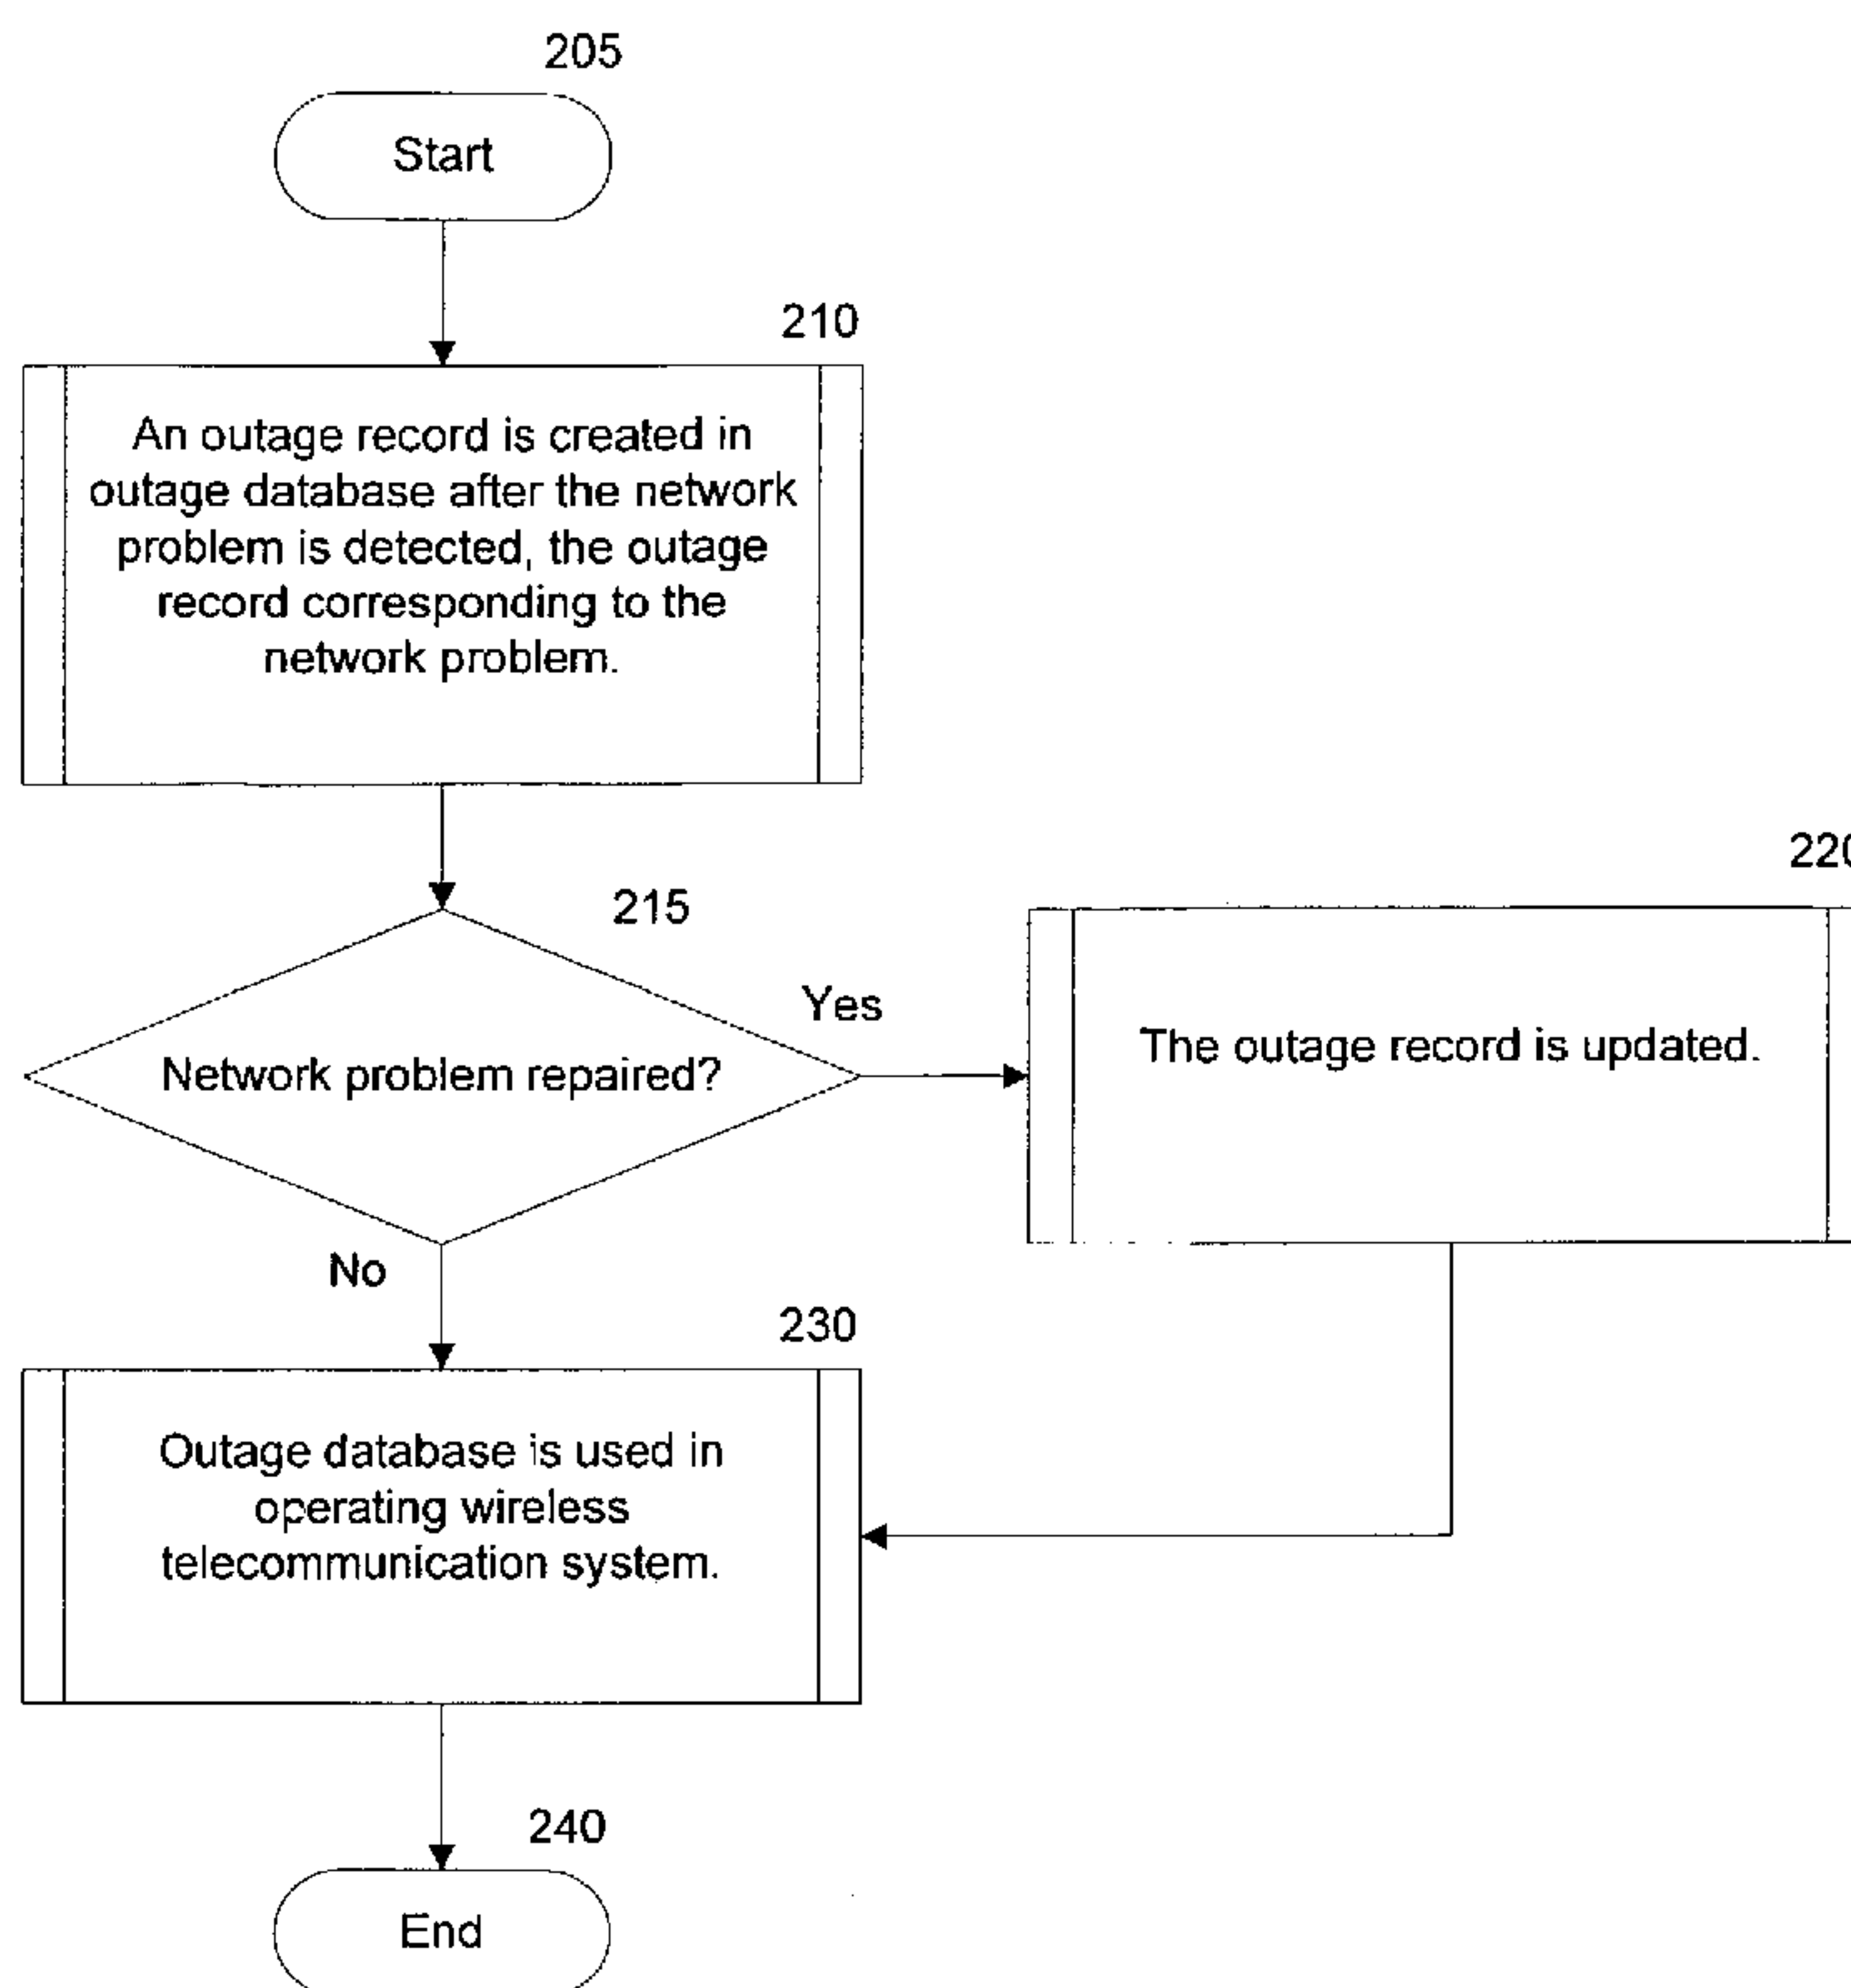 205
Start
210
An outage record is created in
outage database after the network
problem is detected, the outage
record corresponding to the
network problem.
215
Network problem repaired?
Yes
220
The outage record is updated.
No
230
Outage database is used in
operating wireless
telecommunication system.
240
End